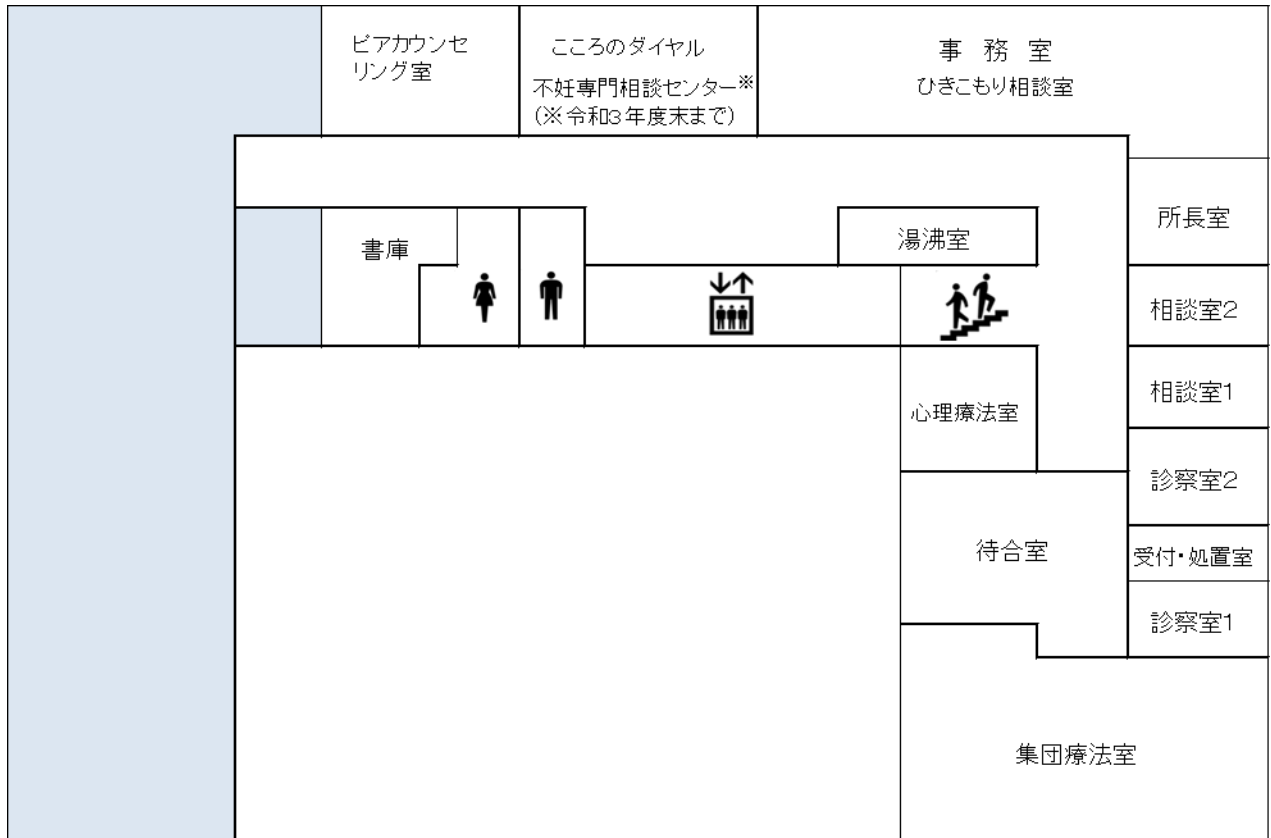 ピアカウンセ
リング室
こころのダイヤル
不妊専門相談センター※
(※令和3年度末まで)
事 務 室
ひきこもり相談室
所長室
書庫
湯沸室
相談室2
相談室1
心理療法室
診察室2
待合室
受付・処置室
診察室1
集団療法室